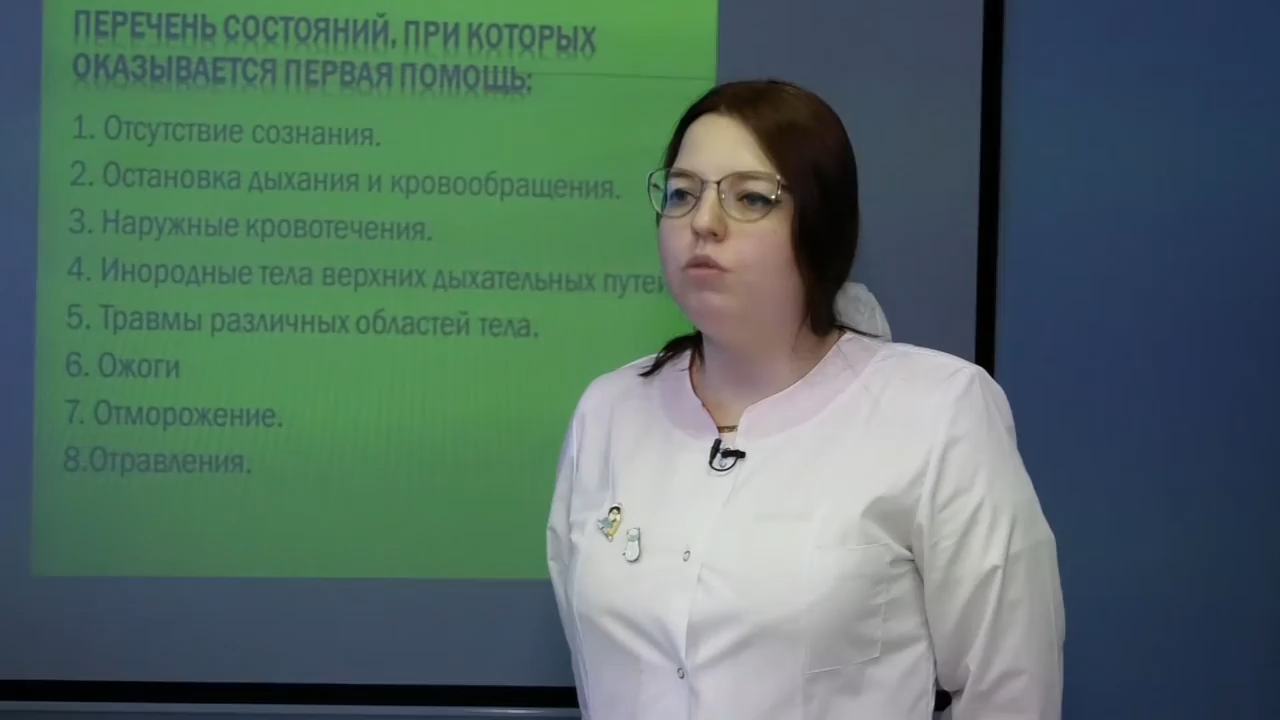 ПЕРЕЧЕНЬ СОСТОЯНИЙ, ПРИ КОТОРЫХ
ОКАЗЫВАЕТСЯ ПЕРВАЯ ПОМОЩЬ:
1. Отсутствие сознания.
2. Остановка дыхания и кровообращения.
3. Наружные кровотечения.
4. Инородные тела верхних дыхательных путей
5. Травмы различных областей тела.
6. Ожоги
7. Отморожение.
8.Отравления.